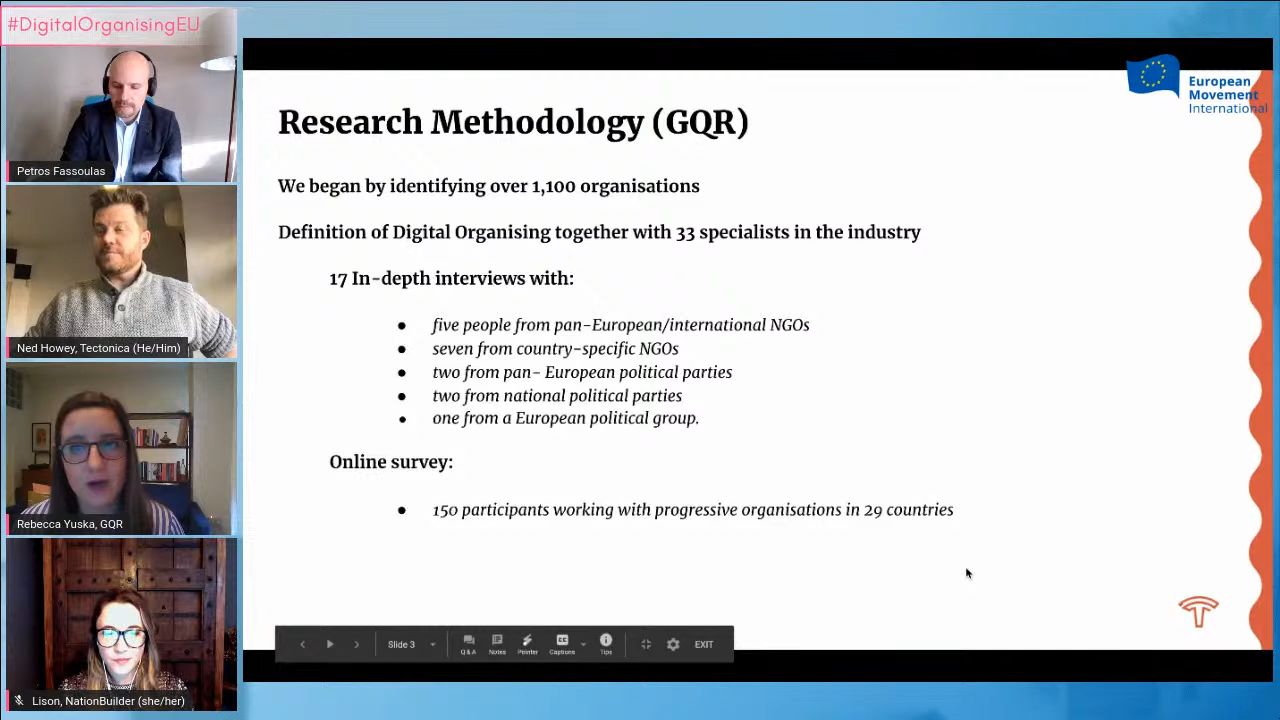 #DigitalOrganisingEU
Petros Fassoulas
Ned Howey, Tectonica (He/Him)
Rebecca Yuska, GQR
Lison, NationBuilder (she/her)
European
Movement
International
Research Methodology (GQR)
We began by identifying over 1,100 organisations
Definition of Digital Organising together with 33 specialists in the industry
17 In-depth interviews with:
● five people from pan-European/international NGOs
● seven from country-specific NGOs
● two from pan- European political parties
● two from national political parties
● one from a European political group.
Online survey:
● 150 participants working with progressive organisations in 29 countries
Slide 3
Q & A
Notes
Pointer
Captions
Tips
EXIT